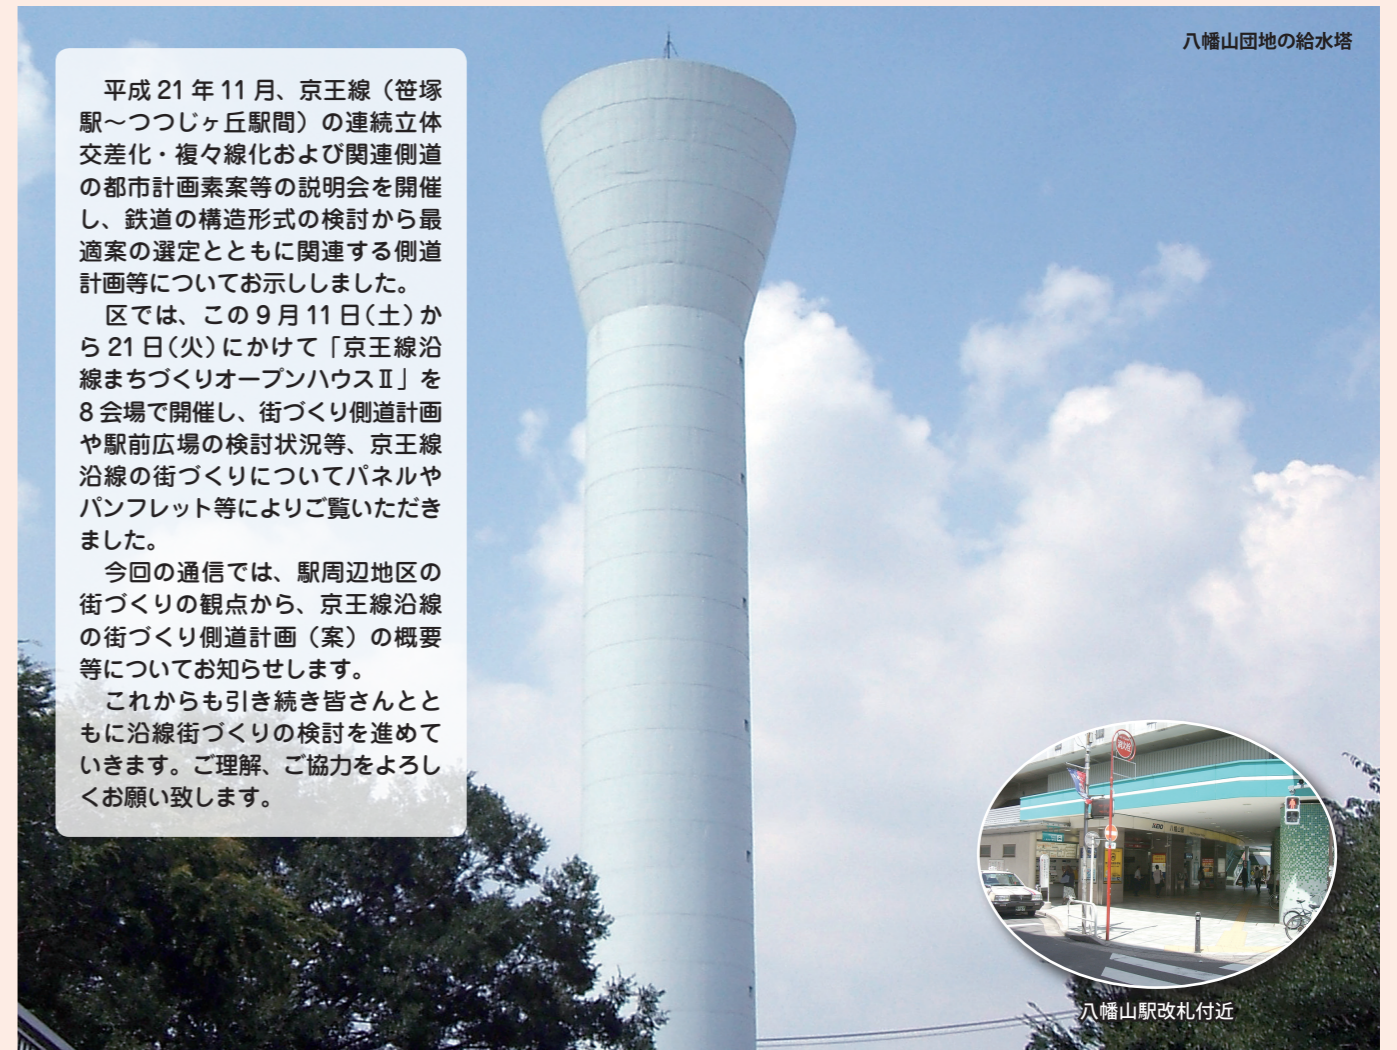 八幡山団地の給水塔
平成 21 年 11 月、京王線（笹塚
駅～つつじヶ丘駅間）の連続立体
交差化・複々線化および関連側道
の都市計画素案等の説明会を開催
し、鉄道の構造形式の検討から最
適案の選定とともに関連する側道
計画等についてお示ししました。
区では、この 9 月 11 日（土）か
ら 21 日（火）にかけて「京王線沿
線まちづくりオープンハウスⅡ」を
8 会場で開催し、街づくり側道計画
や駅前広場の検討状況等、京王線
沿線の街づくりについてパネルや
パンフレット等によりご覧いただき
ました。
今回の通信では、駅周辺地区の
街づくりの観点から、京王線沿線
の街づくり側道計画（案）の概要
等についてお知らせします。
これからも引き続き皆さんとと
もに沿線街づくりの検討を進めて
いきます。ご理解、ご協力をよろし
くお願い致します。
八幡山駅改札付近